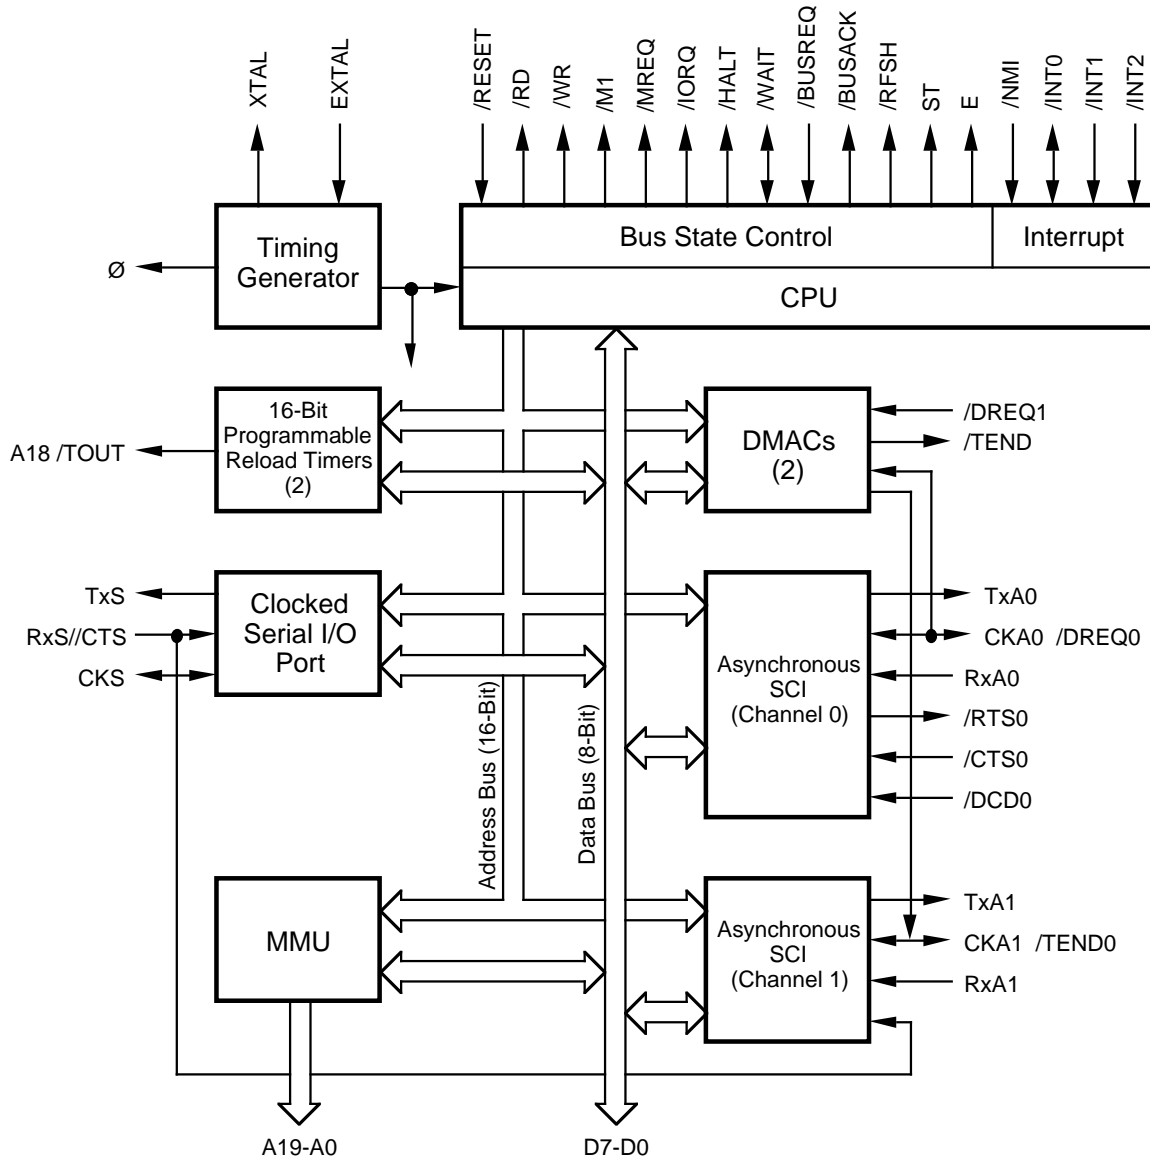 XTAL
EXTAL
/RESET
/RD
/WR
/M1
/MREQ
/IORQ
/HALT
/WAIT
/BUSREQ
/BUSACK
/RFSH
ST
E
/NMI
/INT0
/INT1
/INT2
Timing
Generator
Ø
Bus State Control
Interrupt
CPU
16-Bit
Programmable
Reload Timers
(2)
A18 /TOUT
DMACs
(2)
/DREQ1
/TEND
TxS
RxS//CTS
CKS
Clocked
Serial I/O
Port
Asynchronous
SCI
(Channel 0)
TxA0
CKA0 /DREQ0
RxA0
/RTS0
/CTS0
/DCD0
Address Bus (16-Bit)
Data Bus (8-Bit)
MMU
Asynchronous
SCI
(Channel 1)
TxA1
CKA1 /TEND0
RxA1
A19-A0
D7-D0